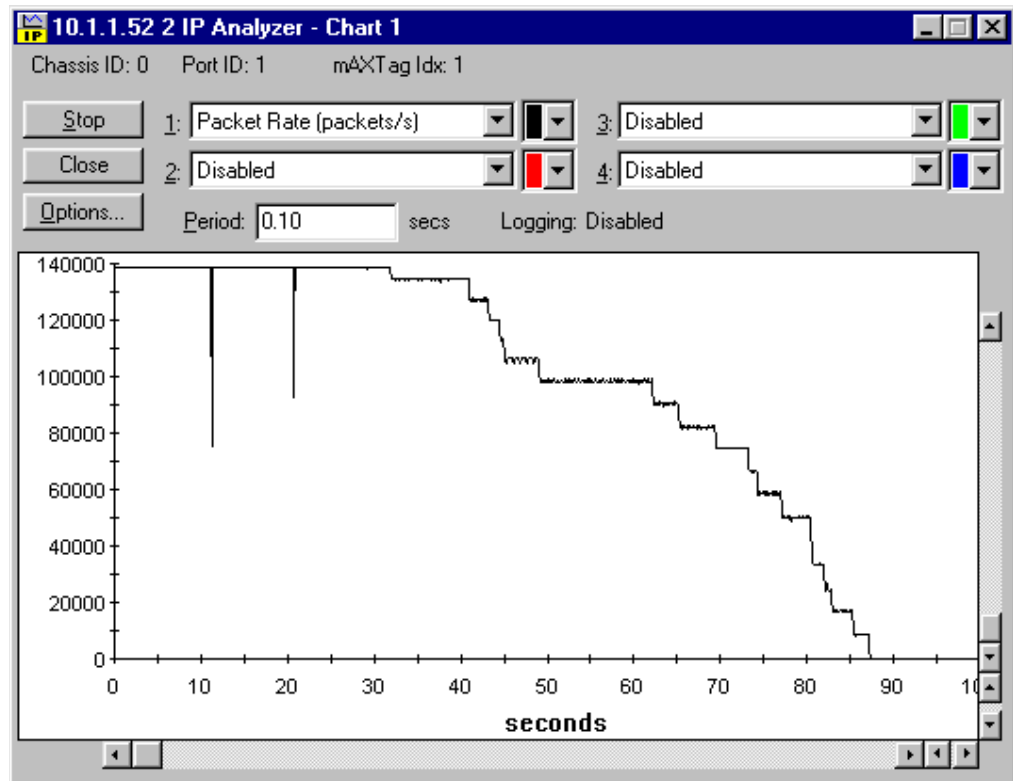 IP 10.1.1.52 2 IP Analyzer - Chart 1
Chassis ID: 0 Port ID: 1 mAXTag Idx: 1
Stop 1: Packet Rate (packets/s) 3: Disabled
Close 2: Disabled 4: Disabled
Options... Period: 0.10 secs Logging: Disabled
140000
120000
100000
80000
60000
40000
20000
0
0 10 20 30 40 50 60 70 80 90
seconds